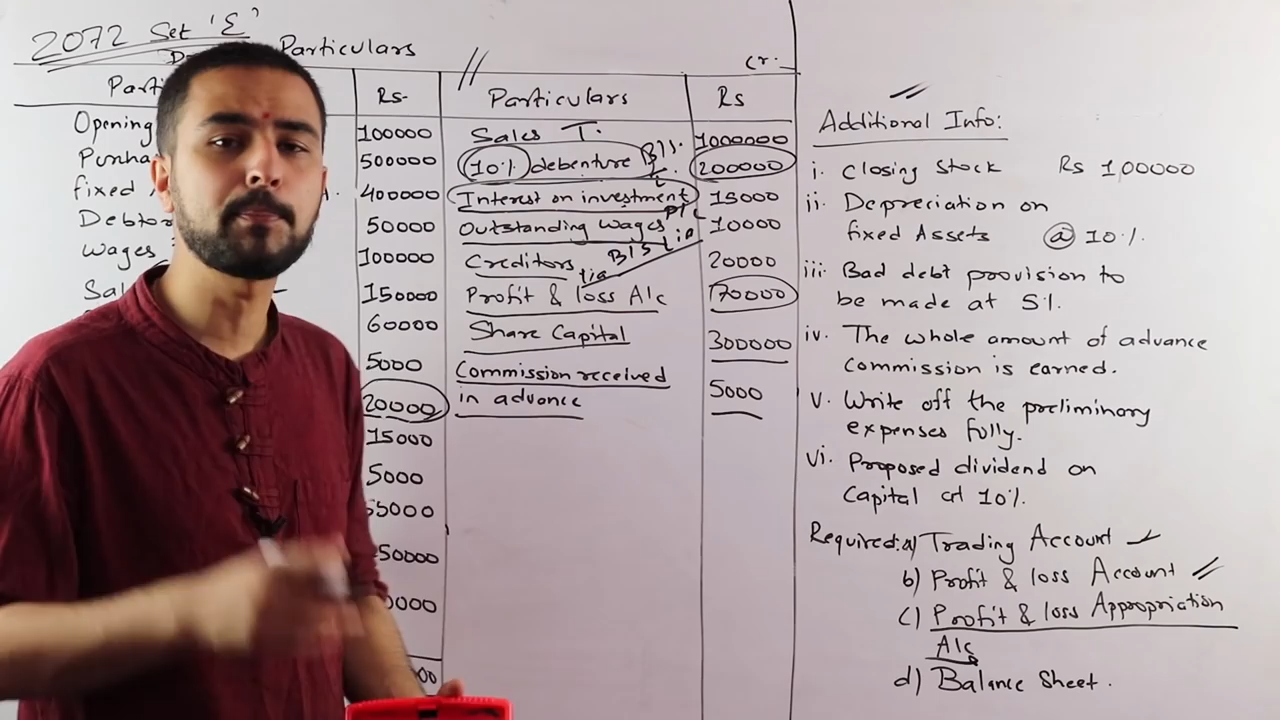 2072 Set 'E'
Particulars
Cr.
Rs. Particulars Rs
Opening 100000 Sales T. 1000000
500000 10% debenture B/S. 200000
fixed 400000 Interest on investment 15000
50000 Outstanding wages 10000
Wages 100000 Creditors B/S Lia 20000
150000 Profit & loss A/c 170000
60000 Share Capital 300000
5000 Commission received
20000 in advance 5000
15000
5000
Additional Info:
i. Closing Stock Rs 1,00000
ii. Depreciation on
fixed Assets @ 10%.
iii. Bad debt provision to
be made at 5%.
iv. The whole amount of advance
Commission is earned.
v. Write off the preliminary
expenses fully.
vi. Proposed dividend on
Capital at 10%.
Required: a) Trading Account
b) Profit & loss Account
c) Profit & loss Appropriation
A/c
d) Balance Sheet.